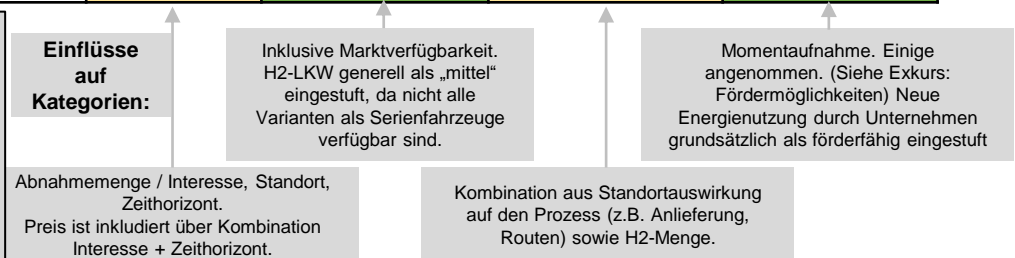 Einflüsse
auf
Kategorien:
Inklusive Marktverfügbarkeit.
H2-LKW generell als „mittel“
eingestuft, da nicht alle
Varianten als Serienfahrzeuge
verfügbar sind.
Momentaufnahme. Einige
angenommen. (Siehe Exkurs:
Fördermöglichkeiten) Neue
Energienutzung durch Unternehmen
grundsätzlich als förderfähig eingestuft
Abnahmemenge / Interesse, Standort,
Zeithorizont.
Preis ist inkludiert über Kombination
Interesse + Zeithorizont.
Kombination aus Standortauswirkung
auf den Prozess (z.B. Anlieferung,
Routen) sowie H2-Menge.